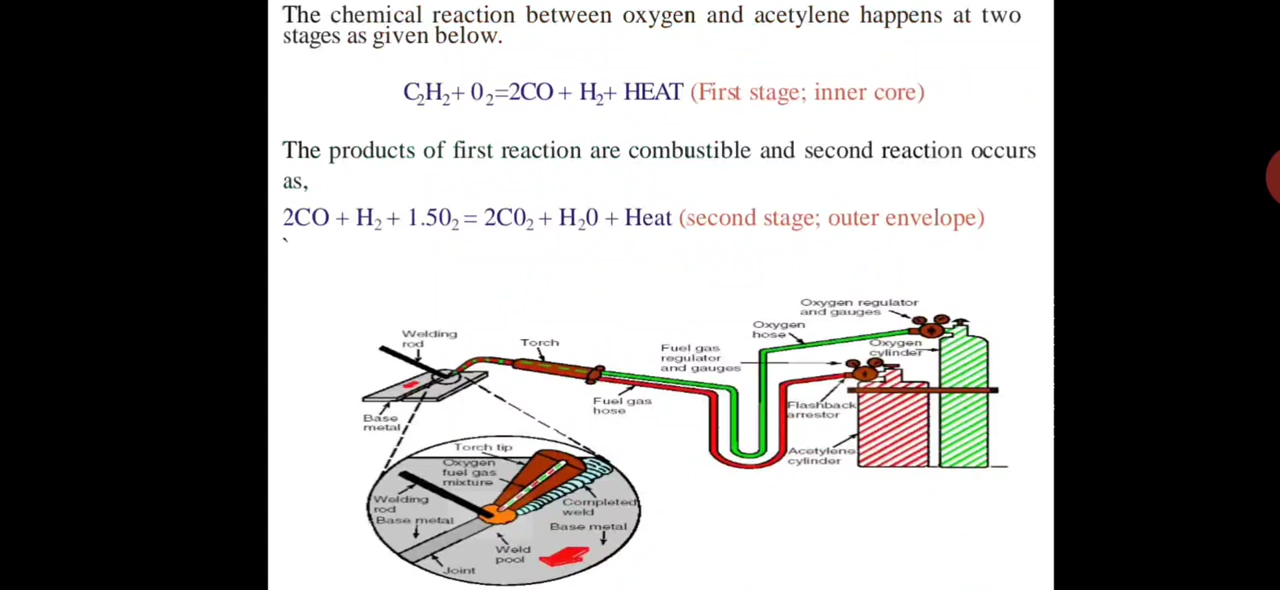 The chemical reaction between oxygen and acetylene happens at two
stages as given below.
C₂H₂+ 0₂=2CO + H₂+ HEAT (First stage; inner core)
The products of first reaction are combustible and second reaction occurs
as,
2CO + H₂ + 1.50₂ = 2C0₂ + H₂0 + Heat (second stage; outer envelope)
`
Oxygen regulator
and gauges
Oxygen
hose
Welding
rod
Torch
Fuel gas
regulator
and gauges
Oxygen
cylinder
Fuel gas
hose
Flashback
arrestor
Base
metal
Acetylene
cylinder
Torch tip
Oxygen
fuel gas
mixture
Welding
rod
Base metal
Completed
weld
Base metal
Weld
pool
Joint